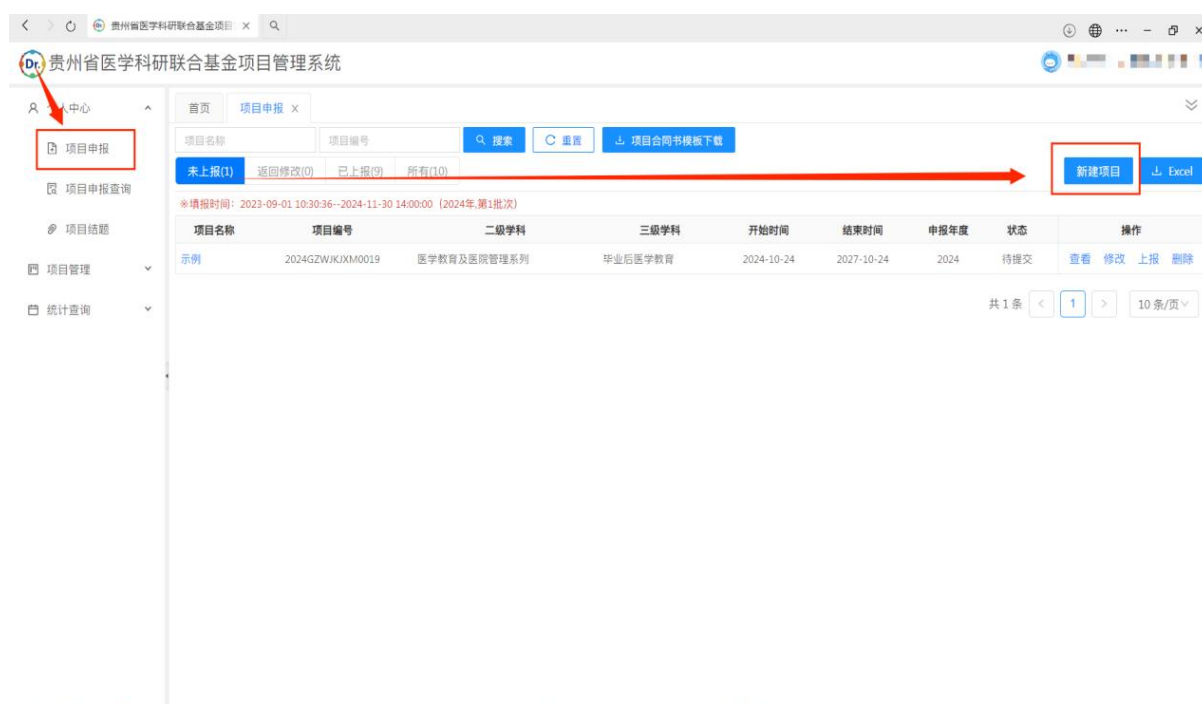 贵州省医学科研联合基金项目
Dr. 贵州省医学科研联合基金项目管理系统
个人中心
项目申报
项目申报查询
项目结题
项目管理
统计查询
首页 项目申报
项目名称 项目编号 搜索 重置 项目合同书模板下载
未上报(1) 返回修改(0) 已上报(9) 所有(10) 新建项目 Excel
※填报时间：2023-09-01 10:30:36--2024-11-30 14:00:00（2024年,第1批次）
项目名称 项目编号 二级学科 三级学科 开始时间 结束时间 申报年度 状态 操作
示例 2024GZWJKJXM0019 医学教育及医院管理系列 毕业后医学教育 2024-10-24 2027-10-24 2024 待提交 查看 修改 上报 删除
共 1 条 < 1 > 10 条/页